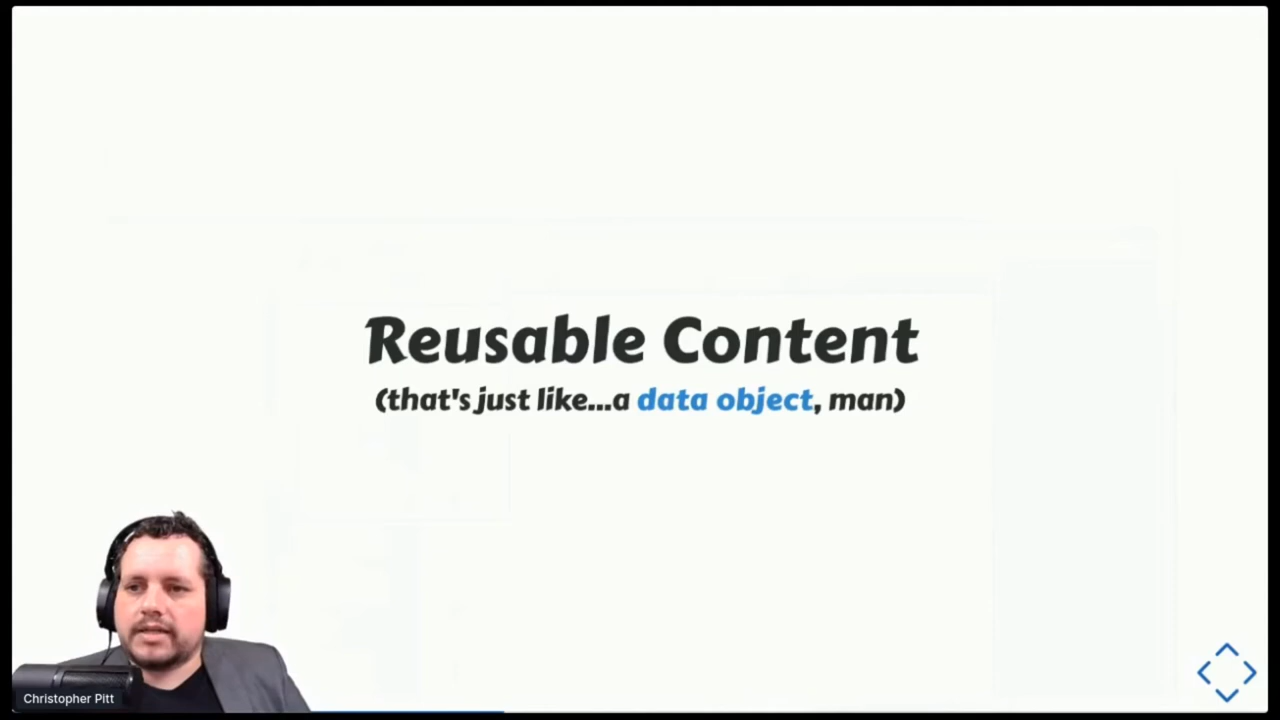 Reusable Content
(that's just like...a data object, man)
Christopher Pitt